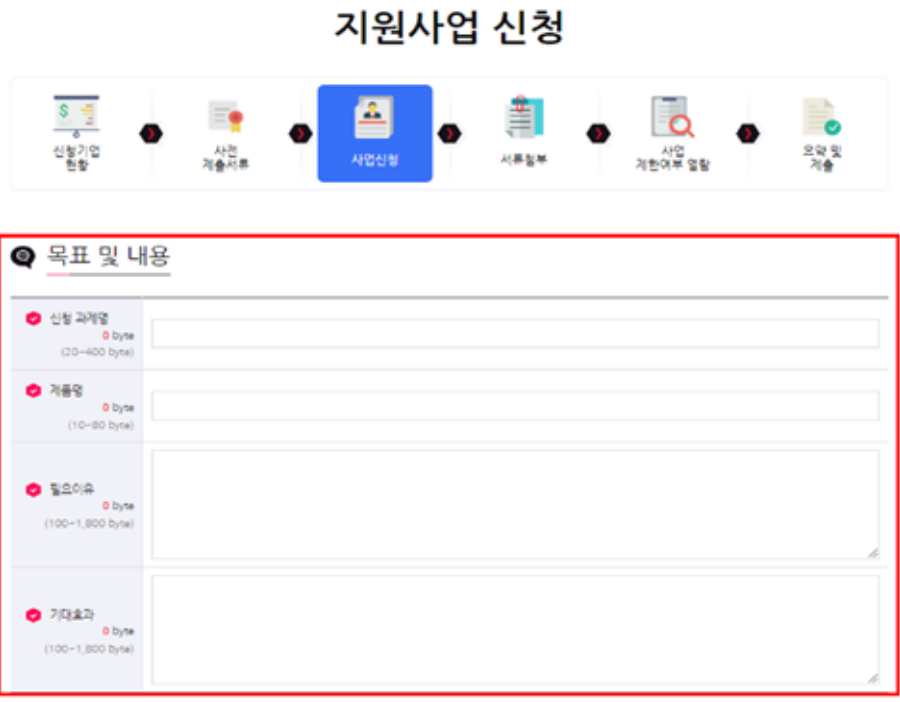 지원사업 신청
신청기업
현황
사전
제출서류
사업신청
서류첨부
사업
제한여부 열람
요약 및
제출
목표 및 내용
신청 과제명
0 byte
(20~400 byte)
제품명
0 byte
(10~80 byte)
필요이유
0 byte
(100~1,800 byte)
기대효과
0 byte
(100~1,800 byte)